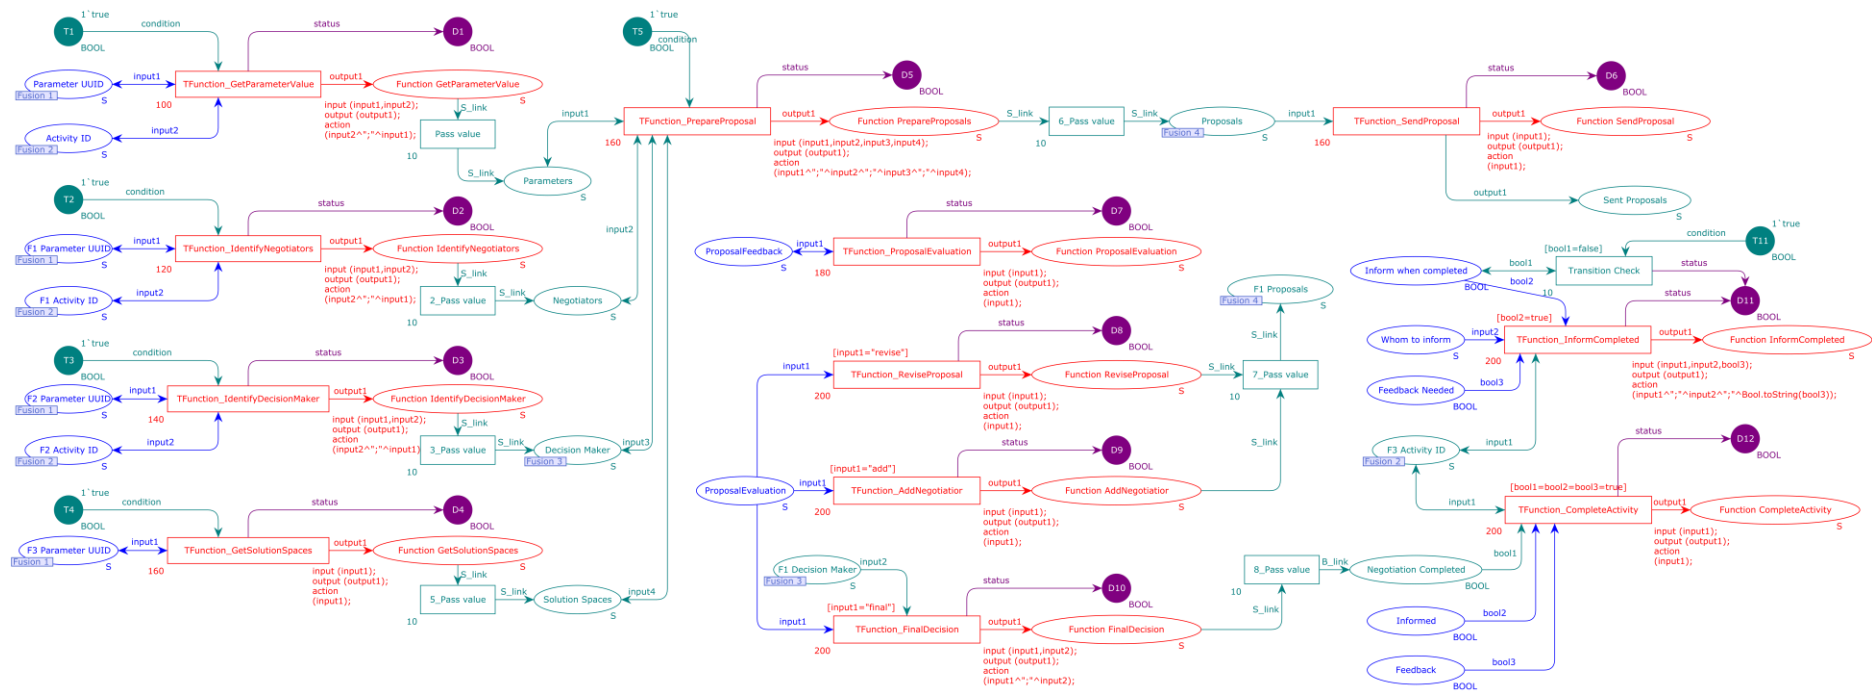 1`true
T1
condition
BOOL
status
D1
BOOL
Parameter UUID
Fusion 1
S
input1
TFunction_GetParameterValue
100
output1
Function GetParameterValue
S
input (input1,input2);
output (output1);
action
(input2^";"^input1);
Activity ID
Fusion 2
S
input2
S_link
Pass value
10
S_link
Parameters
S
1`true
T2
condition
BOOL
status
D2
BOOL
F1 Parameter UUID
Fusion 1
S
input1
TFunction_IdentifyNegotiators
120
output1
Function IdentifyNegotiators
S
input (input1,input2);
output (output1);
action
(input2^";"^input1);
F1 Activity ID
Fusion 2
S
input2
S_link
2_Pass value
10
S_link
Negotiators
S
1`true
T3
condition
BOOL
status
D3
BOOL
F2 Parameter UUID
Fusion 1
S
input1
TFunction_IdentifyDecisionMaker
140
output1
Function IdentifyDecisionMaker
S
input (input1,input2);
output (output1);
action
(input2^";"^input1)
F2 Activity ID
Fusion 2
S
input2
S_link
3_Pass value
10
S_link
Decision Maker
Fusion 3
S
1`true
T4
condition
BOOL
status
D4
BOOL
F3 Parameter UUID
Fusion 1
S
input1
TFunction_GetSolutionSpaces
160
output1
Function GetSolutionSpaces
S
input (input1);
output (output1);
action
(input1);
S_link
5_Pass value
10
S_link
Solution Spaces
S
1`true
T5
condition
BOOL
status
D5
BOOL
input1
input2
input3
input4
TFunction_PrepareProposal
160
output1
Function PrepareProposals
S
input (input1,input2,input3,input4);
output (output1);
action
(input1^";"^input2^";"^input3^";"^input4);
S_link
6_Pass value
10
S_link
Proposals
Fusion 4
S
input1
TFunction_SendProposal
160
status
D6
BOOL
output1
Function SendProposal
S
input (input1);
output (output1);
action
(input1);
output1
Sent Proposals
S
ProposalFeedback
S
input1
TFunction_ProposalEvaluation
180
status
D7
BOOL
output1
Function ProposalEvaluation
S
input (input1);
output (output1);
action
(input1);
F1 Proposals
Fusion 4
S
S_link
ProposalEvaluation
S
input1
[input1="revise"]
TFunction_ReviseProposal
200
status
D8
BOOL
output1
Function ReviseProposal
S
input (input1);
output (output1);
action
(input1);
S_link
7_Pass value
10
S_link
input1
[input1="add"]
TFunction_AddNegotiatior
200
status
D9
BOOL
output1
Function AddNegotiatior
S
input (input1);
output (output1);
action
(input1);
F1 Decision Maker
Fusion 3
S
input2
input1
[input1="final"]
TFunction_FinalDecision
200
status
D10
BOOL
output1
Function FinalDecision
S
input (input1,input2);
output (output1);
action
(input1^";"^input2);
S_link
8_Pass value
10
B_link
Negotiation Completed
BOOL
bool1
1`true
T11
condition
BOOL
[bool1=false]
Transition Check
10
status
D11
BOOL
Inform when completed
BOOL
bool1
bool2
[bool2=true]
TFunction_InformCompleted
200
status
output1
Function InformCompleted
S
input (input1,input2,bool3);
output (output1);
action
(input1^";"^input2^";"^Bool.toString(bool3));
Whom to inform
S
input2
Feedback Needed
BOOL
bool3
F3 Activity ID
Fusion 2
S
input1
input1
[bool1=bool2=bool3=true]
TFunction_CompleteActivity
200
status
D12
BOOL
output1
Function CompleteActivity
S
input (input1);
output (output1);
action
(input1);
Informed
BOOL
bool2
Feedback
BOOL
bool3